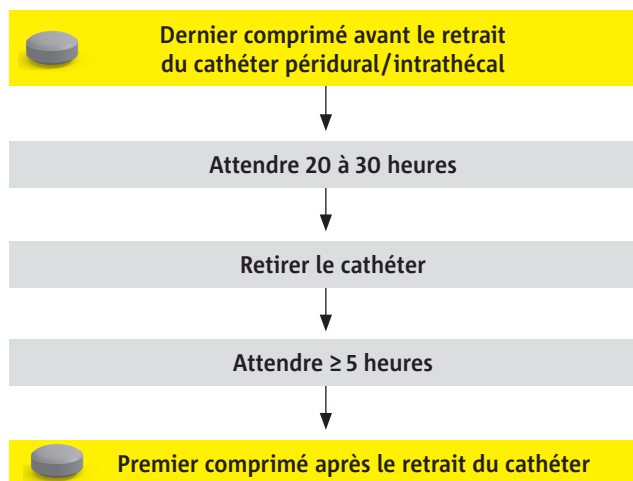 Dernier comprimé avant le retrait
du cathéter péridural/intrathécal
Attendre 20 à 30 heures
Retirer le cathéter
Attendre ≥ 5 heures
Premier comprimé après le retrait du cathéter